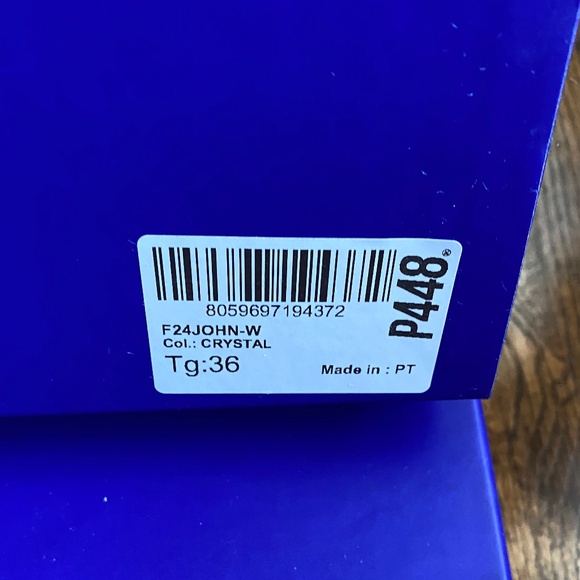 8059697194372
F24JOHN-W
Col.: CRYSTAL
Tg:36
Made in : PT
P448®